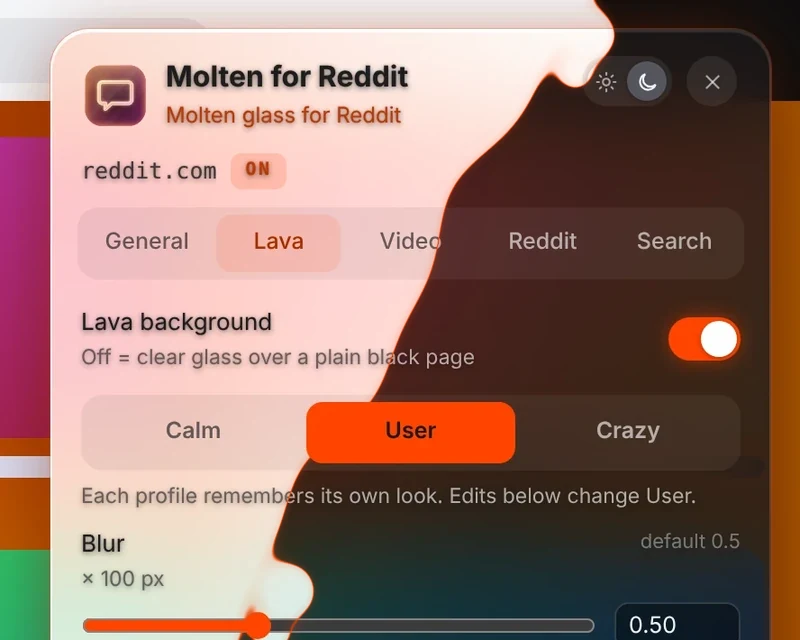 Molten for Reddit
Molten glass for Reddit
reddit.com ON
General Lava Video Reddit Search
Lava background
Off = clear glass over a plain black page
Calm User Crazy
Each profile remembers its own look. Edits below change User.
Blur default 0.5
× 100 px
0.50